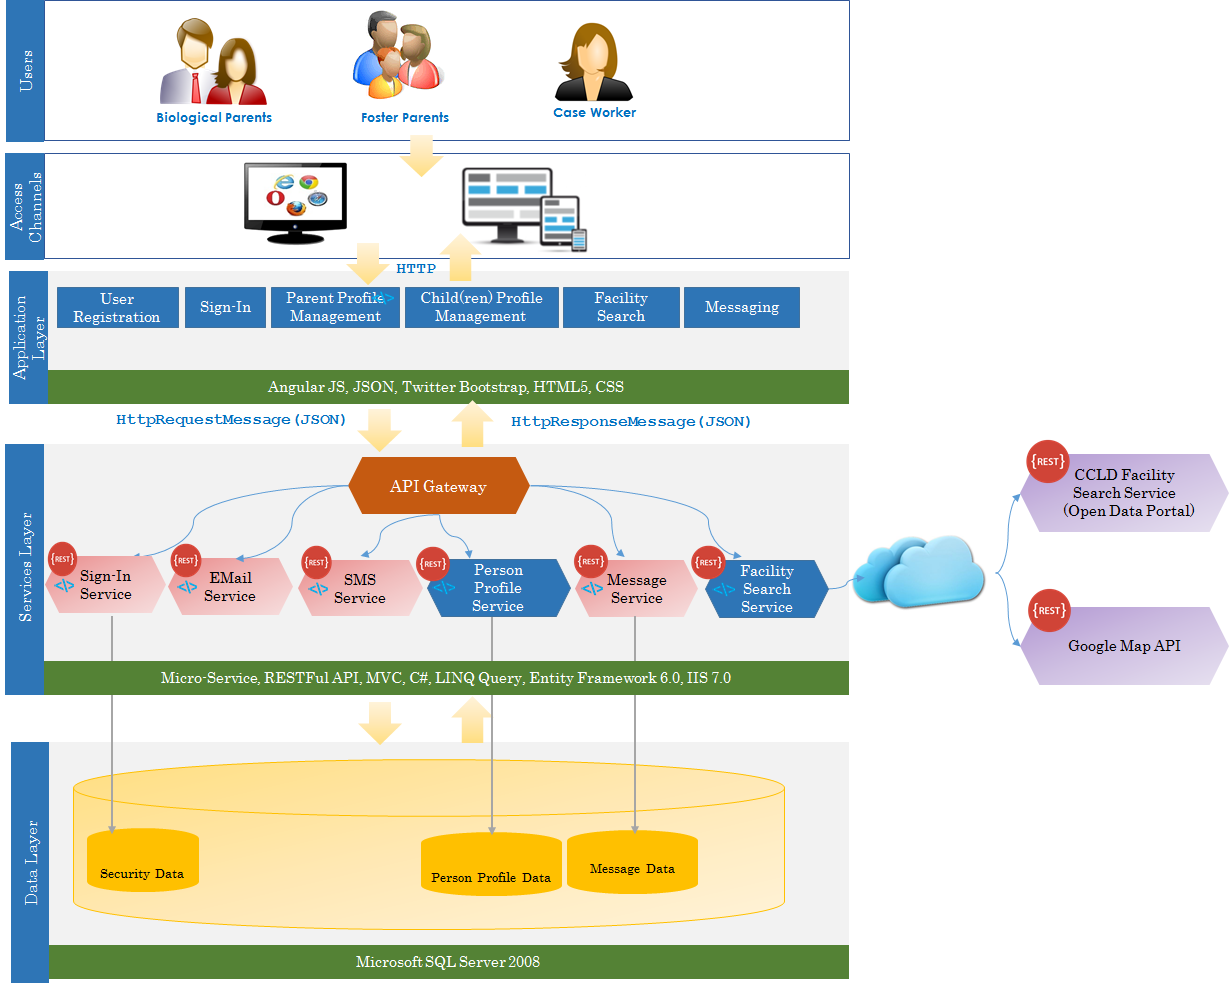 Users
Biological Parents
Foster Parents
Case Worker
Access
Channels
HTTP
Application
Layer
User
Registration
Sign-In
Parent Profile
Management
</>
Child(ren) Profile
Management
Facility
Search
Messaging
Angular JS, JSON, Twitter Bootstrap, HTML5, CSS
HttpRequestMessage(JSON)
HttpResponseMessage(JSON)
Services Layer
API Gateway
{REST}
</>
Sign-In
Service
{REST}
</>
EMail
Service
{REST}
</>
SMS
Service
{REST}
</>
Person
Profile
Service
{REST}
</>
Message
Service
{REST}
</>
Facility
Search
Service
{REST}
CCLD Facility
Search Service
(Open Data Portal)
{REST}
Google Map API
Micro-Service, RESTFul API, MVC, C#, LINQ Query, Entity Framework 6.0, IIS 7.0
Data Layer
Security Data
Person Profile Data
Message Data
Microsoft SQL Server 2008